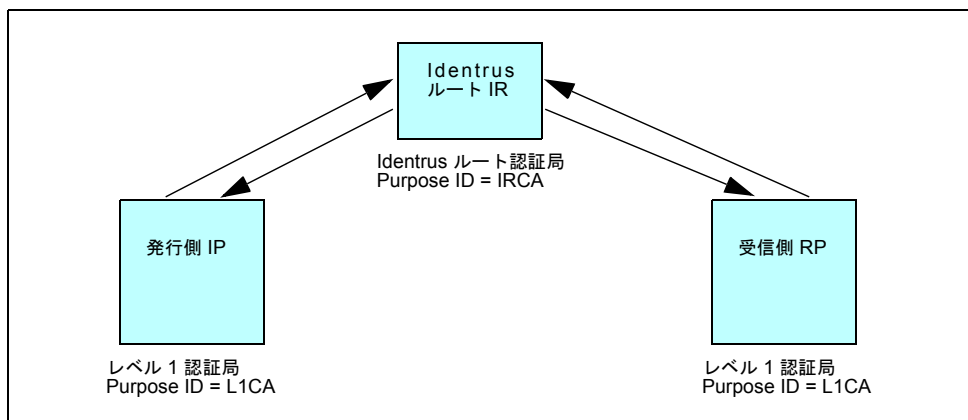 Identrus
ルート IR
Identrus ルート認証局
Purpose ID = IRCA
発行側 IP
受信側 RP
レベル 1 認証局
Purpose ID = L1CA
レベル 1 認証局
Purpose ID = L1CA